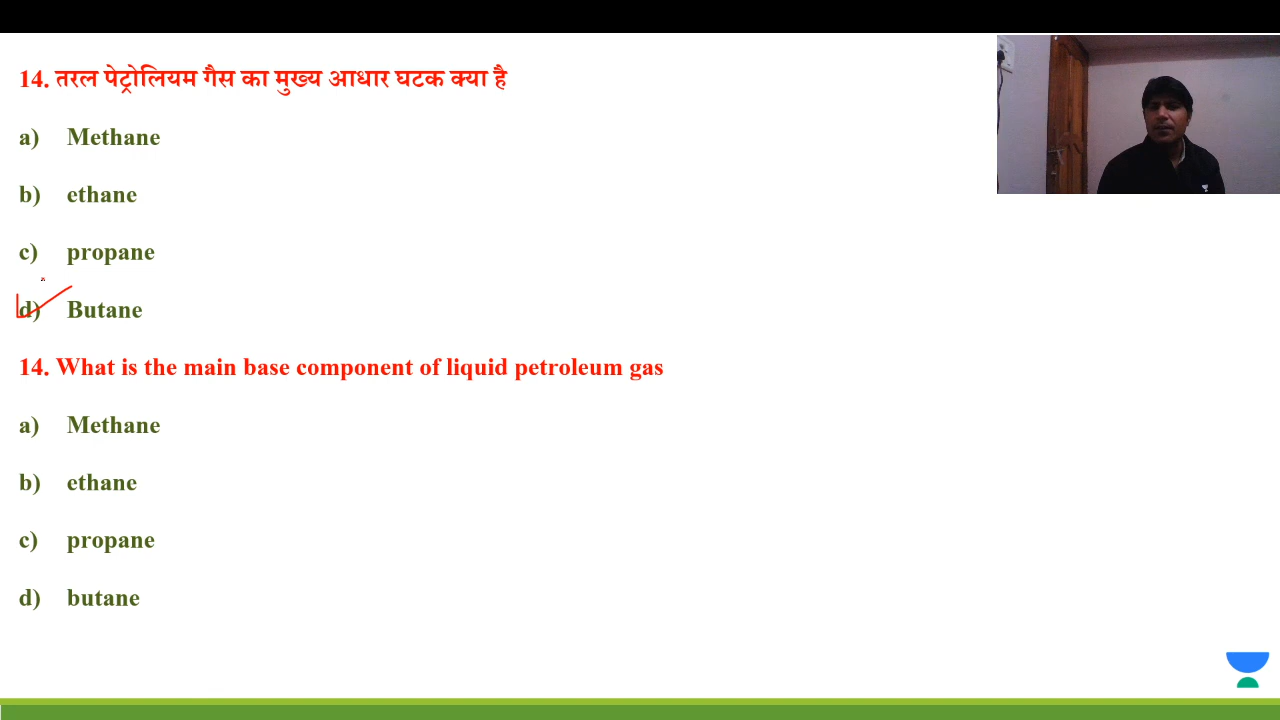 14. तरल पेट्रोलियम गैस का मुख्य आधार घटक क्या है
a) Methane
b) ethane
c) propane
d) Butane
14. What is the main base component of liquid petroleum gas
a) Methane
b) ethane
c) propane
d) butane